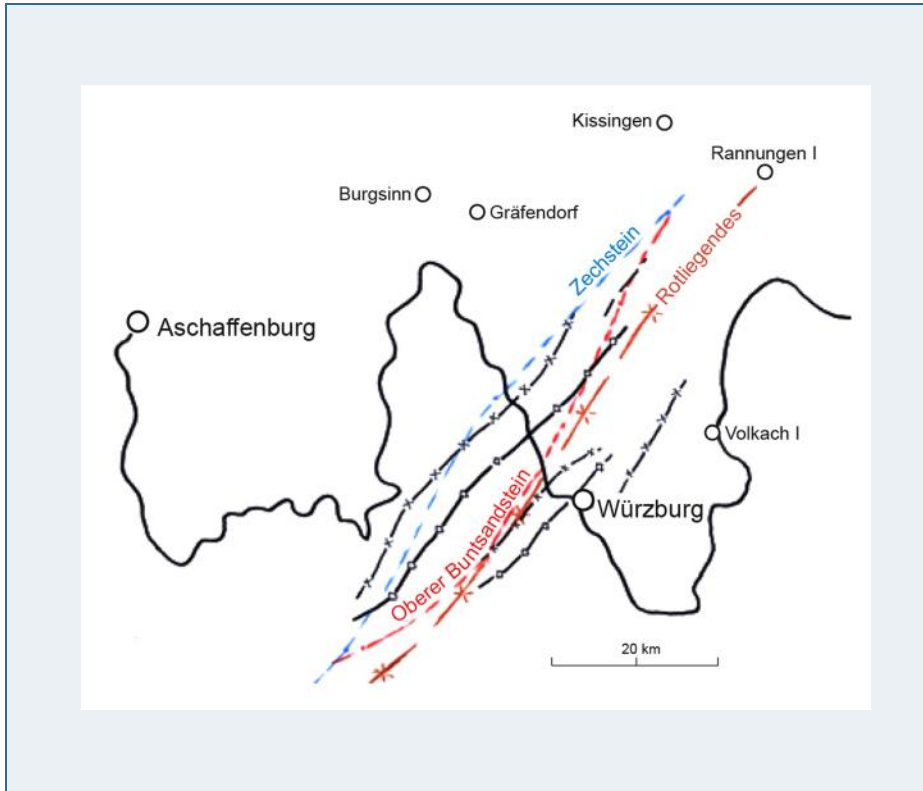 Kissingen
Rannungen I
Burgsinn
Gräfendorf
Zechstein
Rotliegendes
Aschaffenburg
Volkach I
Würzburg
Oberer Buntsandstein
20 km